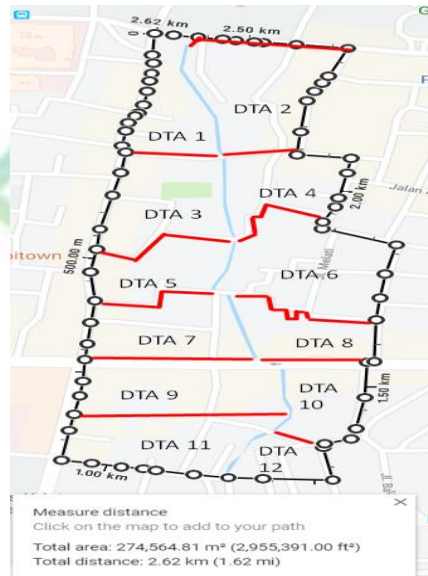 2.62 km
2.50 km
DTA 2
DTA 1
DTA 4
2.00 km
Jalan
DTA 3
500.00 m
DTA 5
DTA 6
Melati
DTA 7
DTA 8
DTA 9
DTA
10
1.50 km
DTA 11
DTA
12
1.00 km
Measure distance
Click on the map to add to your path
Total area: 274,564.81 m² (2,955,391.00 ft²)
Total distance: 2.62 km (1.62 mi)